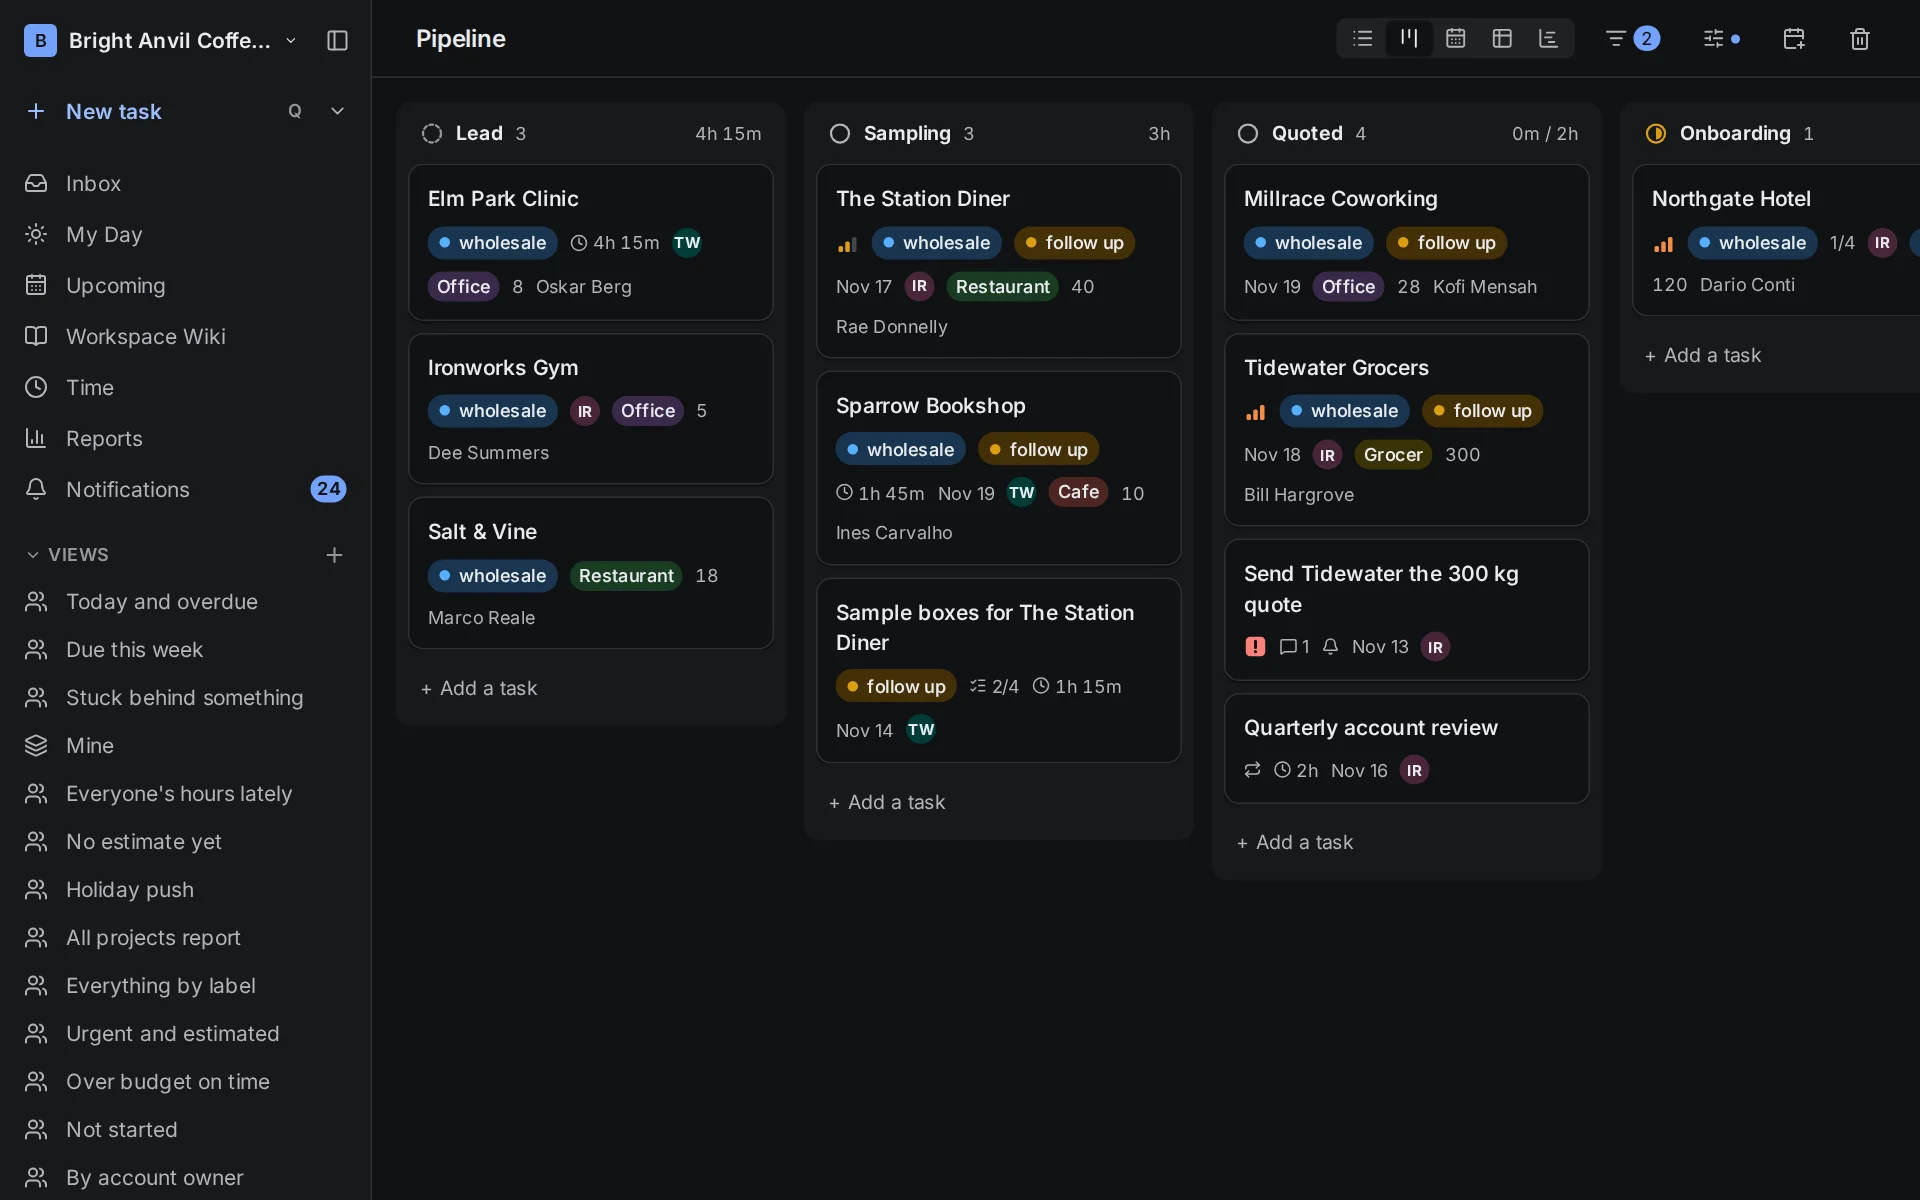 B Bright Anvil Coffe...
New task Q
Inbox
My Day
Upcoming
Workspace Wiki
Time
Reports
Notifications 24
VIEWS
Today and overdue
Due this week
Stuck behind something
Mine
Everyone's hours lately
No estimate yet
Holiday push
All projects report
Everything by label
Urgent and estimated
Over budget on time
Not started
By account owner
Pipeline
2
Lead 3 4h 15m
Elm Park Clinic
wholesale 4h 15m TW
Office 8 Oskar Berg
Ironworks Gym
wholesale IR Office 5
Dee Summers
Salt & Vine
wholesale Restaurant 18
Marco Reale
+ Add a task
Sampling 3 3h
The Station Diner
wholesale follow up
Nov 17 IR Restaurant 40
Rae Donnelly
Sparrow Bookshop
wholesale follow up
1h 45m Nov 19 TW Cafe 10
Ines Carvalho
Sample boxes for The Station
Diner
follow up 2/4 1h 15m
Nov 14 TW
+ Add a task
Quoted 4 0m / 2h
Millrace Coworking
wholesale follow up
Nov 19 Office 28 Kofi Mensah
Tidewater Grocers
wholesale follow up
Nov 18 IR Grocer 300
Bill Hargrove
Send Tidewater the 300 kg
quote
1 Nov 13 IR
Quarterly account review
2h Nov 16 IR
+ Add a task
Onboarding 1
Northgate Hotel
wholesale 1/4 IR
120 Dario Conti
+ Add a task